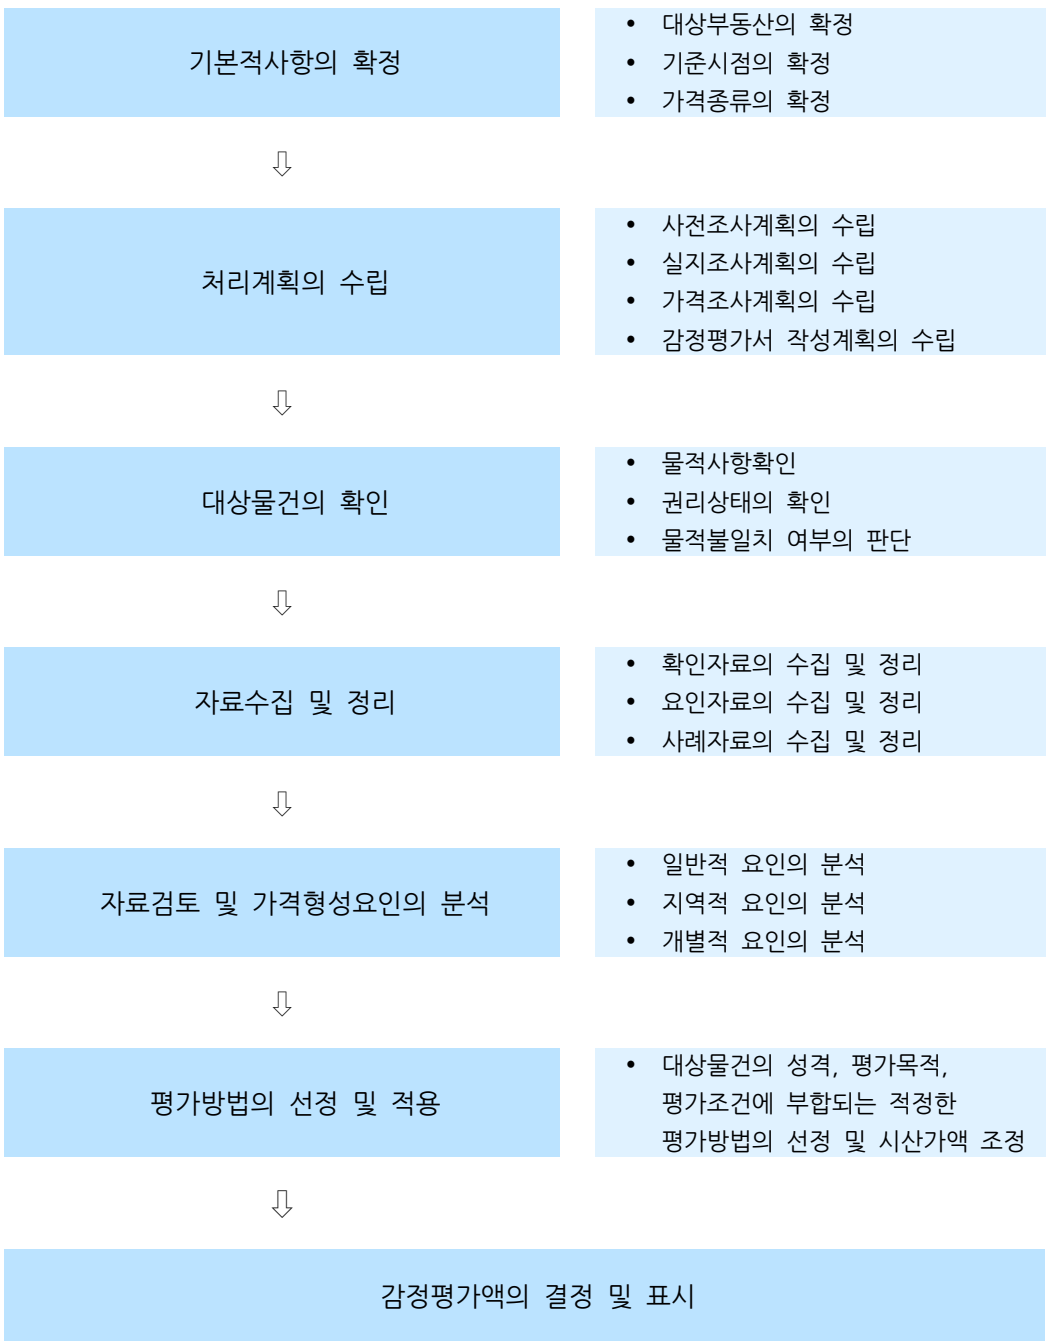 기본적사항의 확정
• 대상부동산의 확정
• 기준시점의 확정
• 가격종류의 확정
⇩
처리계획의 수립
• 사전조사계획의 수립
• 실지조사계획의 수립
• 가격조사계획의 수립
• 감정평가서 작성계획의 수립
⇩
대상물건의 확인
• 물적사항확인
• 권리상태의 확인
• 물적불일치 여부의 판단
⇩
자료수집 및 정리
• 확인자료의 수집 및 정리
• 요인자료의 수집 및 정리
• 사례자료의 수집 및 정리
⇩
자료검토 및 가격형성요인의 분석
• 일반적 요인의 분석
• 지역적 요인의 분석
• 개별적 요인의 분석
⇩
평가방법의 선정 및 적용
• 대상물건의 성격, 평가목적,
평가조건에 부합되는 적정한
평가방법의 선정 및 시산가액 조정
⇩
감정평가액의 결정 및 표시